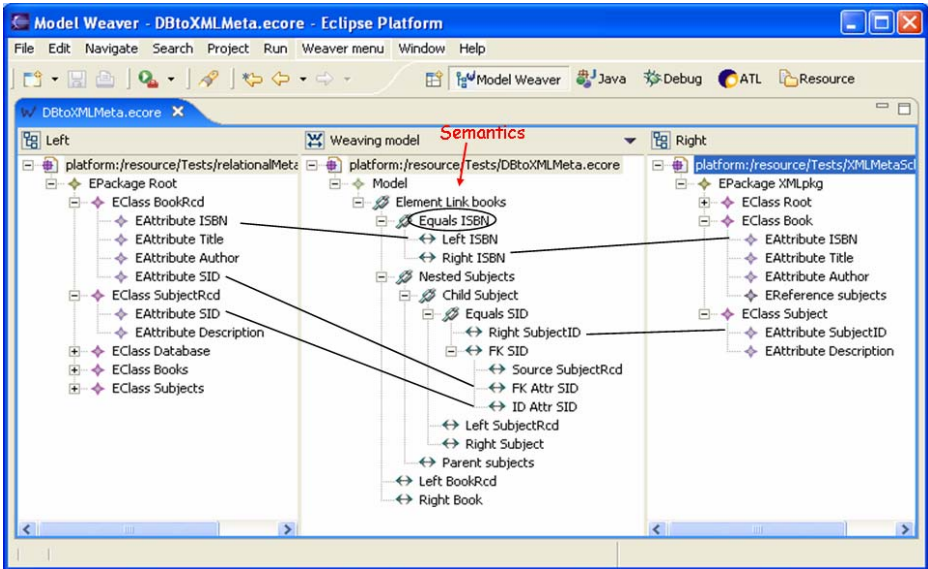 Model Weaver - DBtoXMLMeta.ecore - Eclipse Platform
File Edit Navigate Search Project Run Weaver menu Window Help
Model Weaver Java Debug ATL Resource
DBtoXMLMeta.ecore
Left
platform:/resource/Tests/relationalMeta
EPackage Root
EClass BookRcd
EAttribute ISBN
EAttribute Title
EAttribute Author
EAttribute SID
EClass SubjectRcd
EAttribute SID
EAttribute Description
EClass Database
EClass Books
EClass Subjects
Weaving model
Semantics
platform:/resource/Tests/DBtoXMLMeta.ecore
Model
Element Link books
Equals ISBN
Left ISBN
Right ISBN
Nested Subjects
Child Subject
Equals SID
Right SubjectID
FK SID
Source SubjectRcd
FK Attr SID
ID Attr SID
Left SubjectRcd
Right Subject
Parent subjects
Left BookRcd
Right Book
Right
platform:/resource/Tests/XMLMetaScl
EPackage XMLpkg
EClass Root
EClass Book
EAttribute ISBN
EAttribute Title
EAttribute Author
EReference subjects
EClass Subject
EAttribute SubjectID
EAttribute Description